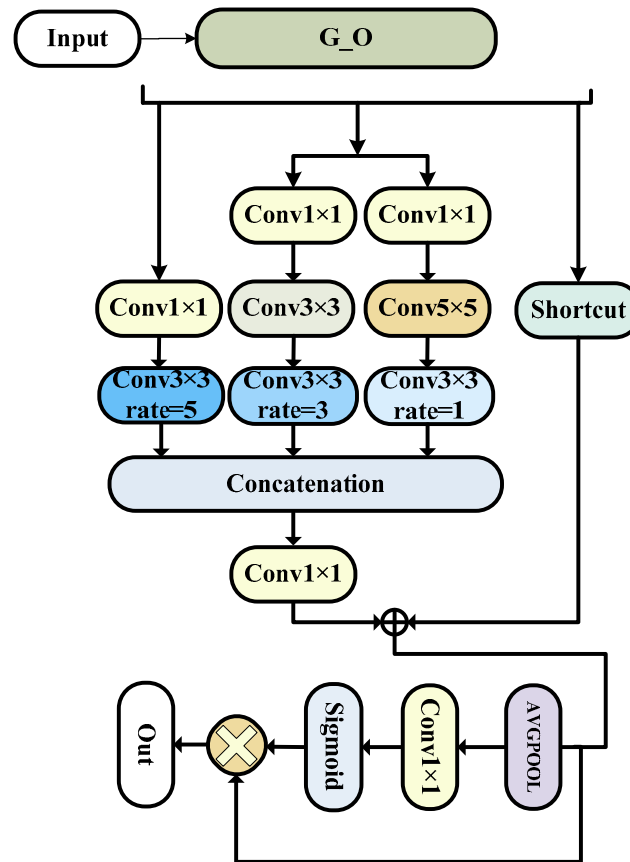 Input
G_O
Conv1×1
Conv1×1
Conv1×1
Conv3×3
Conv5×5
Shortcut
Conv3×3
rate=5
Conv3×3
rate=3
Conv3×3
rate=1
Concatenation
Conv1×1
Out
Sigmoid
Conv1×1
AVGPOOL